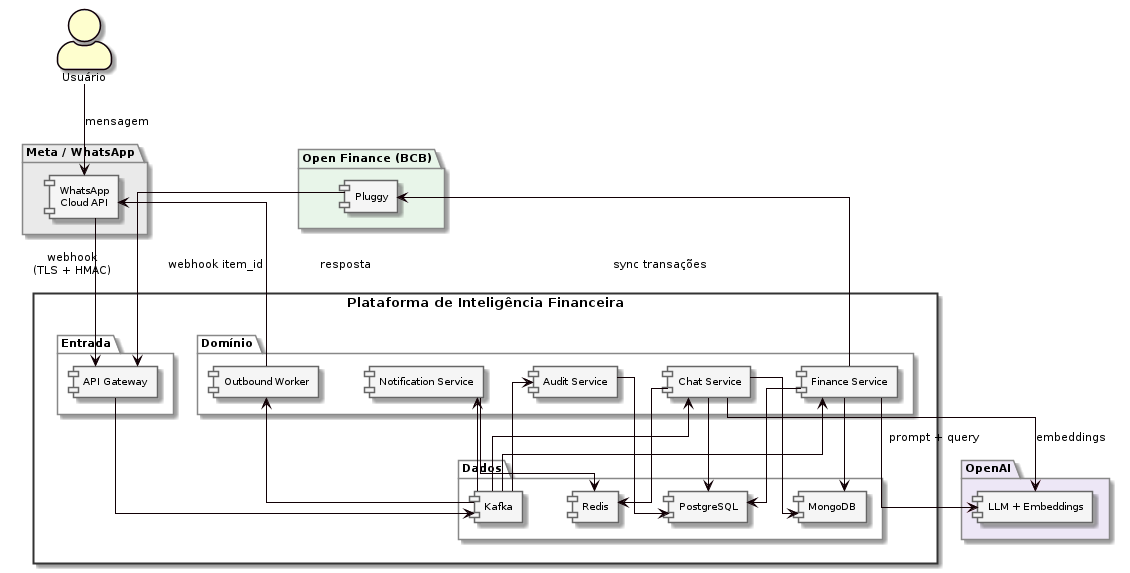 Usuário
mensagem
Meta / WhatsApp
WhatsApp
Cloud API
Open Finance (BCB)
Pluggy
webhook
(TLS + HMAC)
webhook item_id
resposta
sync transações
Plataforma de Inteligência Financeira
Entrada
API Gateway
Domínio
Outbound Worker
Notification Service
Audit Service
Chat Service
Finance Service
prompt + query
embeddings
Dados
Kafka
Redis
PostgreSQL
MongoDB
OpenAI
LLM + Embeddings